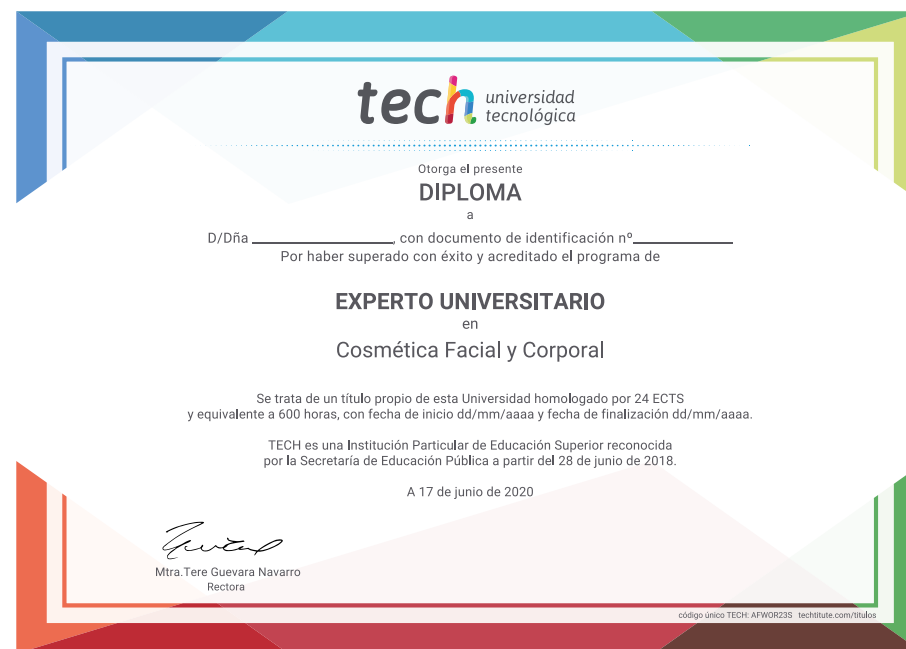 tech universidad
tecnológica
Otorga el presente
DIPLOMA
a
D/Dña ____________________, con documento de identificación nº______________
Por haber superado con éxito y acreditado el programa de
EXPERTO UNIVERSITARIO
en
Cosmética Facial y Corporal
Se trata de un título propio de esta Universidad homologado por 24 ECTS
y equivalente a 600 horas, con fecha de inicio dd/mm/aaaa y fecha de finalización dd/mm/aaaa.
TECH es una Institución Particular de Educación Superior reconocida
por la Secretaría de Educación Pública a partir del 28 de junio de 2018.
A 17 de junio de 2020
Mtra.Tere Guevara Navarro
Rectora
código único TECH: AFWOR23S techtitute.com/titulos